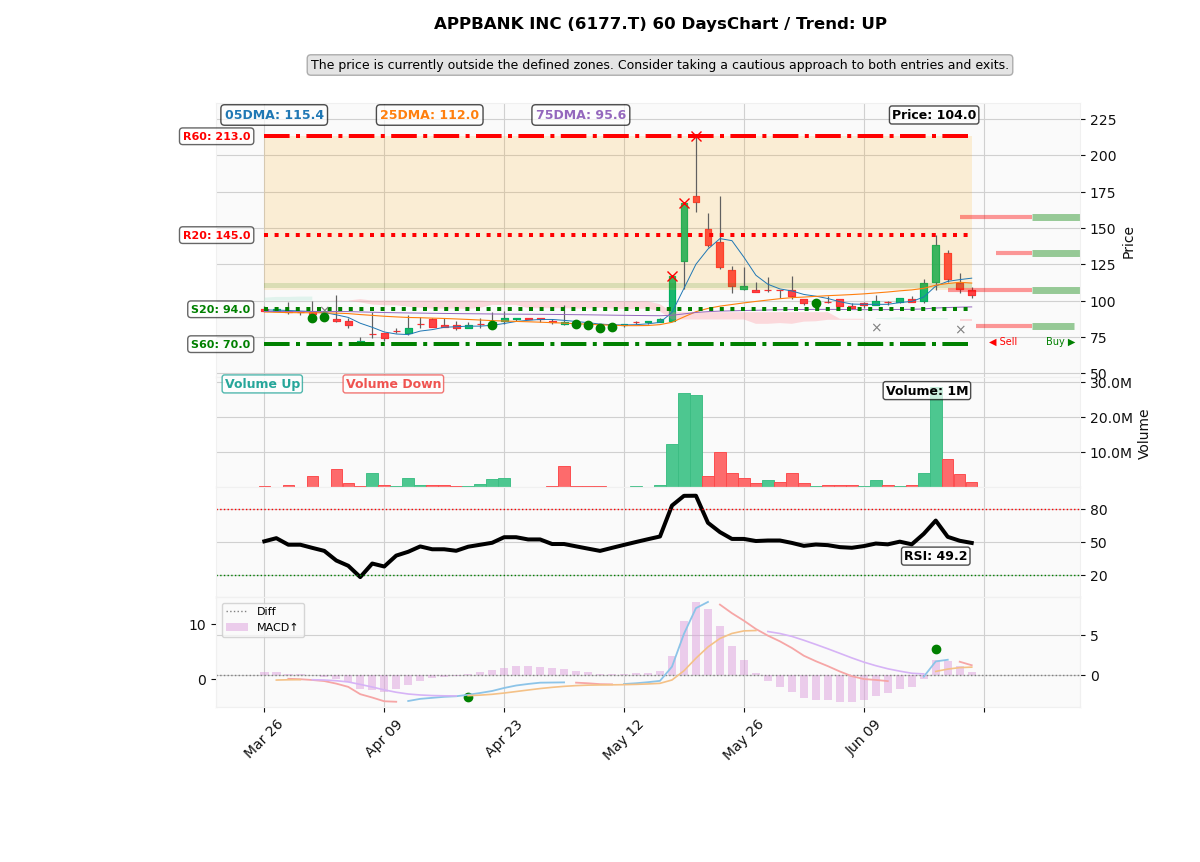 APPBANK INC (6177.T) 60 DaysChart / Trend: UP
The price is currently outside the defined zones. Consider taking a cautious approach to both entries and exits.
05DMA: 115.4
25DMA: 112.0
75DMA: 95.6
Price: 104.0
R60: 213.0
R20: 145.0
S20: 94.0
S60: 70.0
225
200
175
150
125
100
75
50
Price
◀ Sell
Buy ▶
Volume Up
Volume Down
Volume: 1M
30.0M
20.0M
10.0M
Volume
80
50
20
RSI: 49.2
Diff
MACD↑
10
0
5
0
Mar 26
Apr 09
Apr 23
May 12
May 26
Jun 09